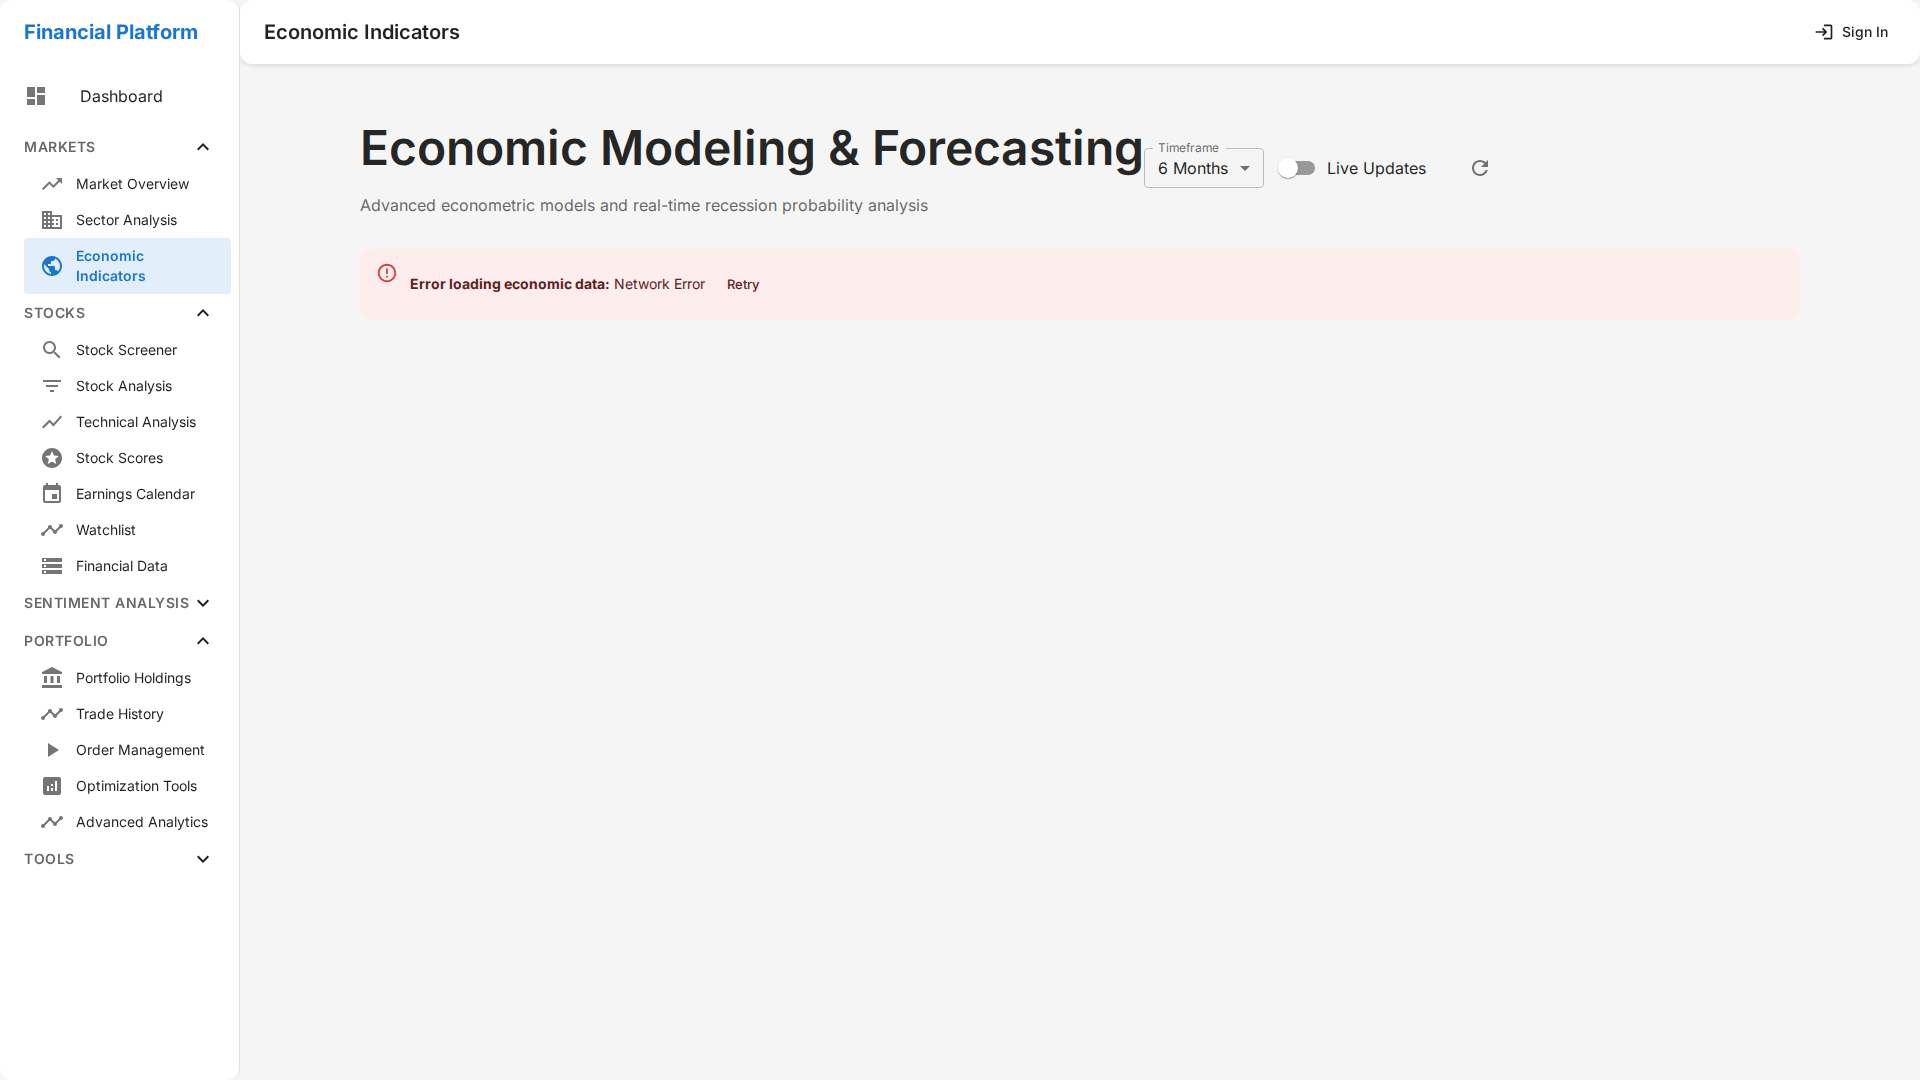 Financial Platform
Dashboard
MARKETS
Market Overview
Sector Analysis
Economic
Indicators
STOCKS
Stock Screener
Stock Analysis
Technical Analysis
Stock Scores
Earnings Calendar
Watchlist
Financial Data
SENTIMENT ANALYSIS
PORTFOLIO
Portfolio Holdings
Trade History
Order Management
Optimization Tools
Advanced Analytics
TOOLS
Economic Indicators
Sign In
Economic Modeling & Forecasting
Timeframe
6 Months
Live Updates
Advanced econometric models and real-time recession probability analysis
Error loading economic data: Network Error Retry